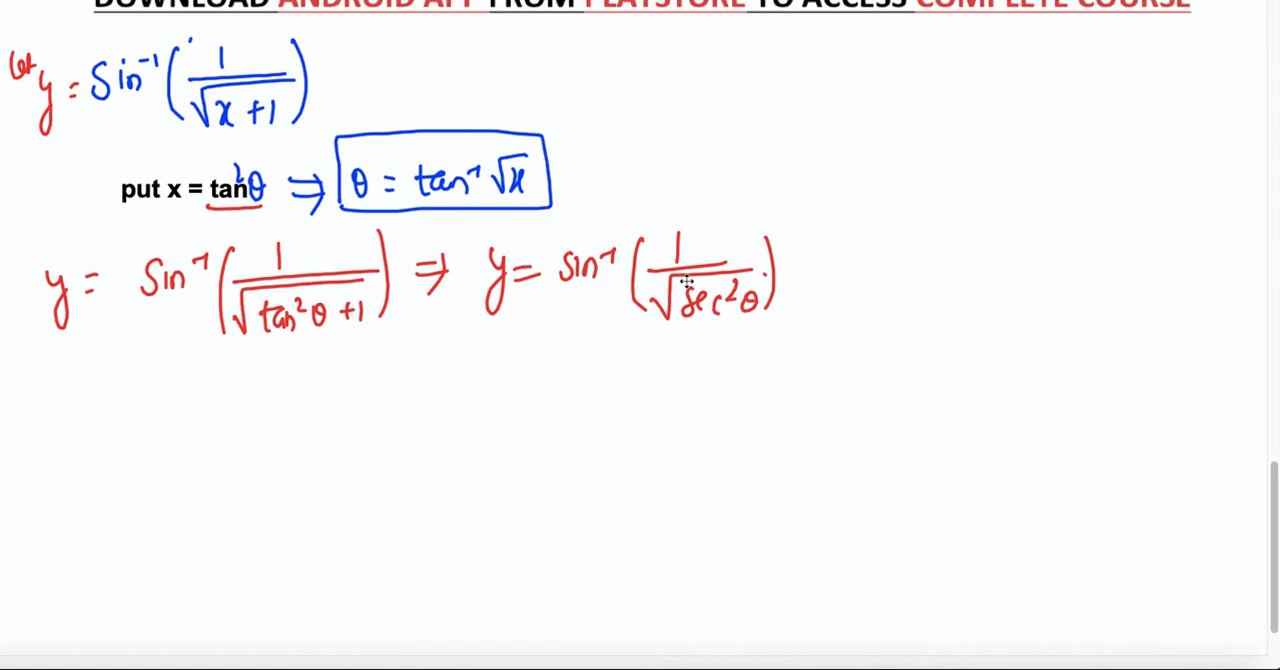 DOWNLOAD ANDROID APP FROM PLAYSTORE TO ACCESS COMPLETE COURSE
let y = Sin⁻¹(1/√(x+1))
put x = tan²θ ⇒ θ = tan⁻¹√x
y = Sin⁻¹(1/√(tan²θ+1)) ⇒ y = sin⁻¹(1/√(sec²θ))